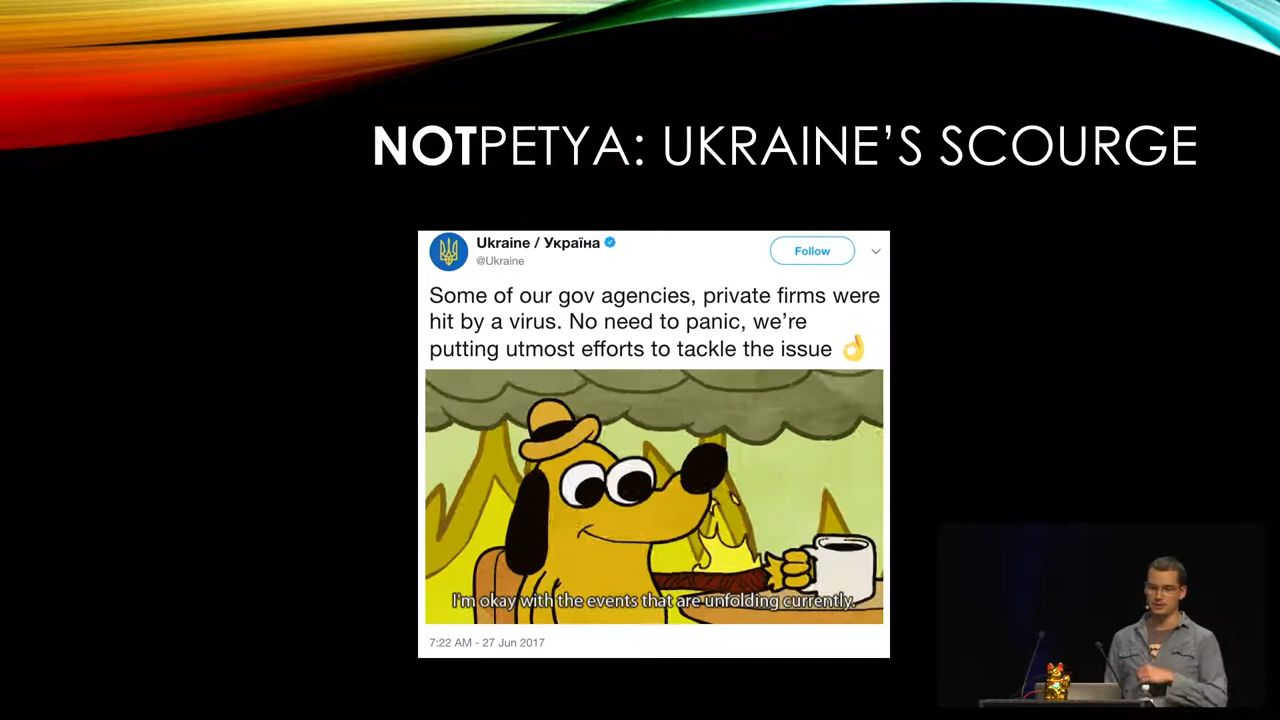 NOTPETYA: UKRAINE’S SCOURGE
Ukraine / Україна
@Ukraine
Follow
Some of our gov agencies, private firms were
hit by a virus. No need to panic, we’re
putting utmost efforts to tackle the issue 👌
I'm okay with the events that are unfolding currently.
7:22 AM - 27 Jun 2017